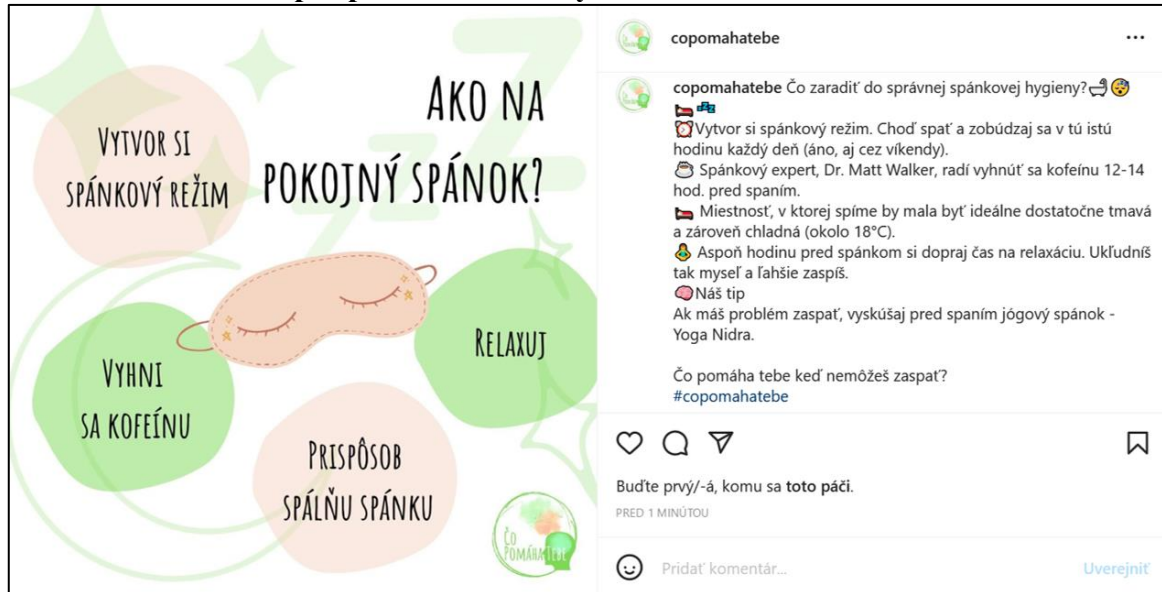 AKO NA
POKOJNÝ SPÁNOK?
VYTVOR SI
SPÁNKOVÝ REŽIM
RELAXUJ
VYHNI
SA KOFEÍNU
PRISPÔSOB
SPÁLŇU SPÁNKU
ČO
POMÁHATEBE
copomahatebe
copomahatebe Čo zaradiť do správnej spánkovej hygieny?🛁😴
🛏️💤
⏰Vytvor si spánkový režim. Choď spať a zobúdzaj sa v tú istú
hodinu každý deň (áno, aj cez víkendy).
☕ Spánkový expert, Dr. Matt Walker, radí vyhnúť sa kofeínu 12-14
hod. pred spaním.
🛏️ Miestnosť, v ktorej spíme by mala byť ideálne dostatočne tmavá
a zároveň chladná (okolo 18°C).
🧘 Aspoň hodinu pred spánkom si dopraj čas na relaxáciu. Ukľudníš
tak myseľ a ľahšie zaspíš.
🧠Náš tip
Ak máš problém zaspať, vyskúšaj pred spaním jógový spánok -
Yoga Nidra.
Čo pomáha tebe keď nemôžeš zaspať?
#copomahatebe
Buďte prvý/-á, komu sa toto páči.
PRED 1 MINÚTOU
Pridať komentár...
Uverejniť